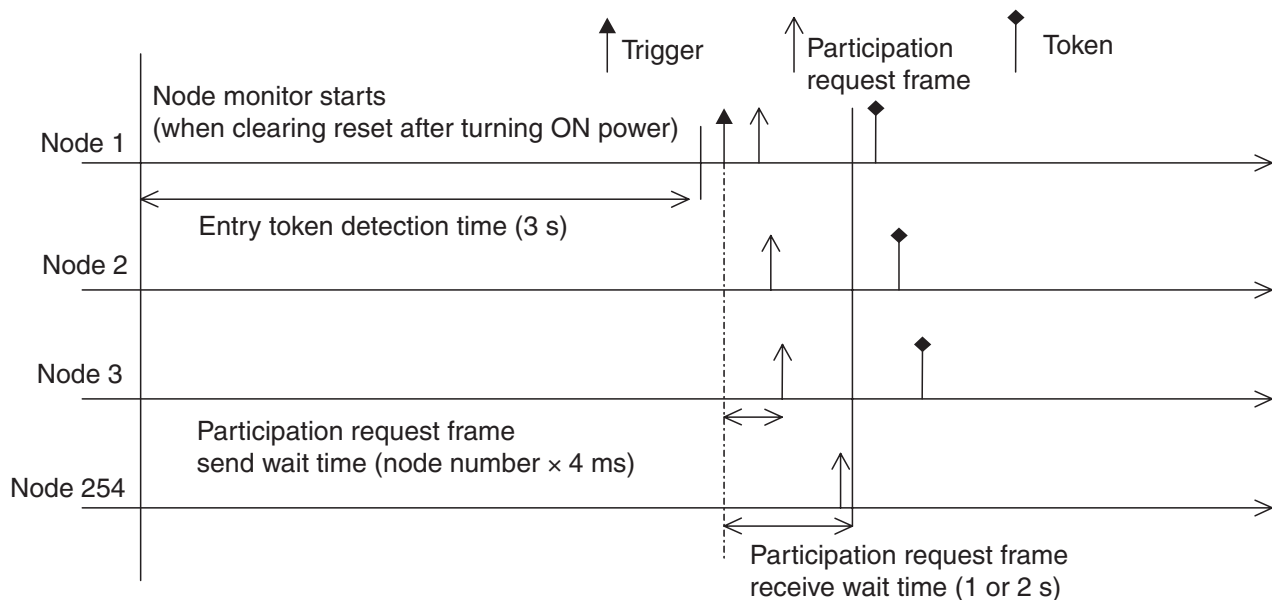 Trigger
Participation
request frame
Token
Node monitor starts
(when clearing reset after turning ON power)
Node 1
Entry token detection time (3 s)
Node 2
Node 3
Participation request frame
send wait time (node number × 4 ms)
Node 254
Participation request frame
receive wait time (1 or 2 s)